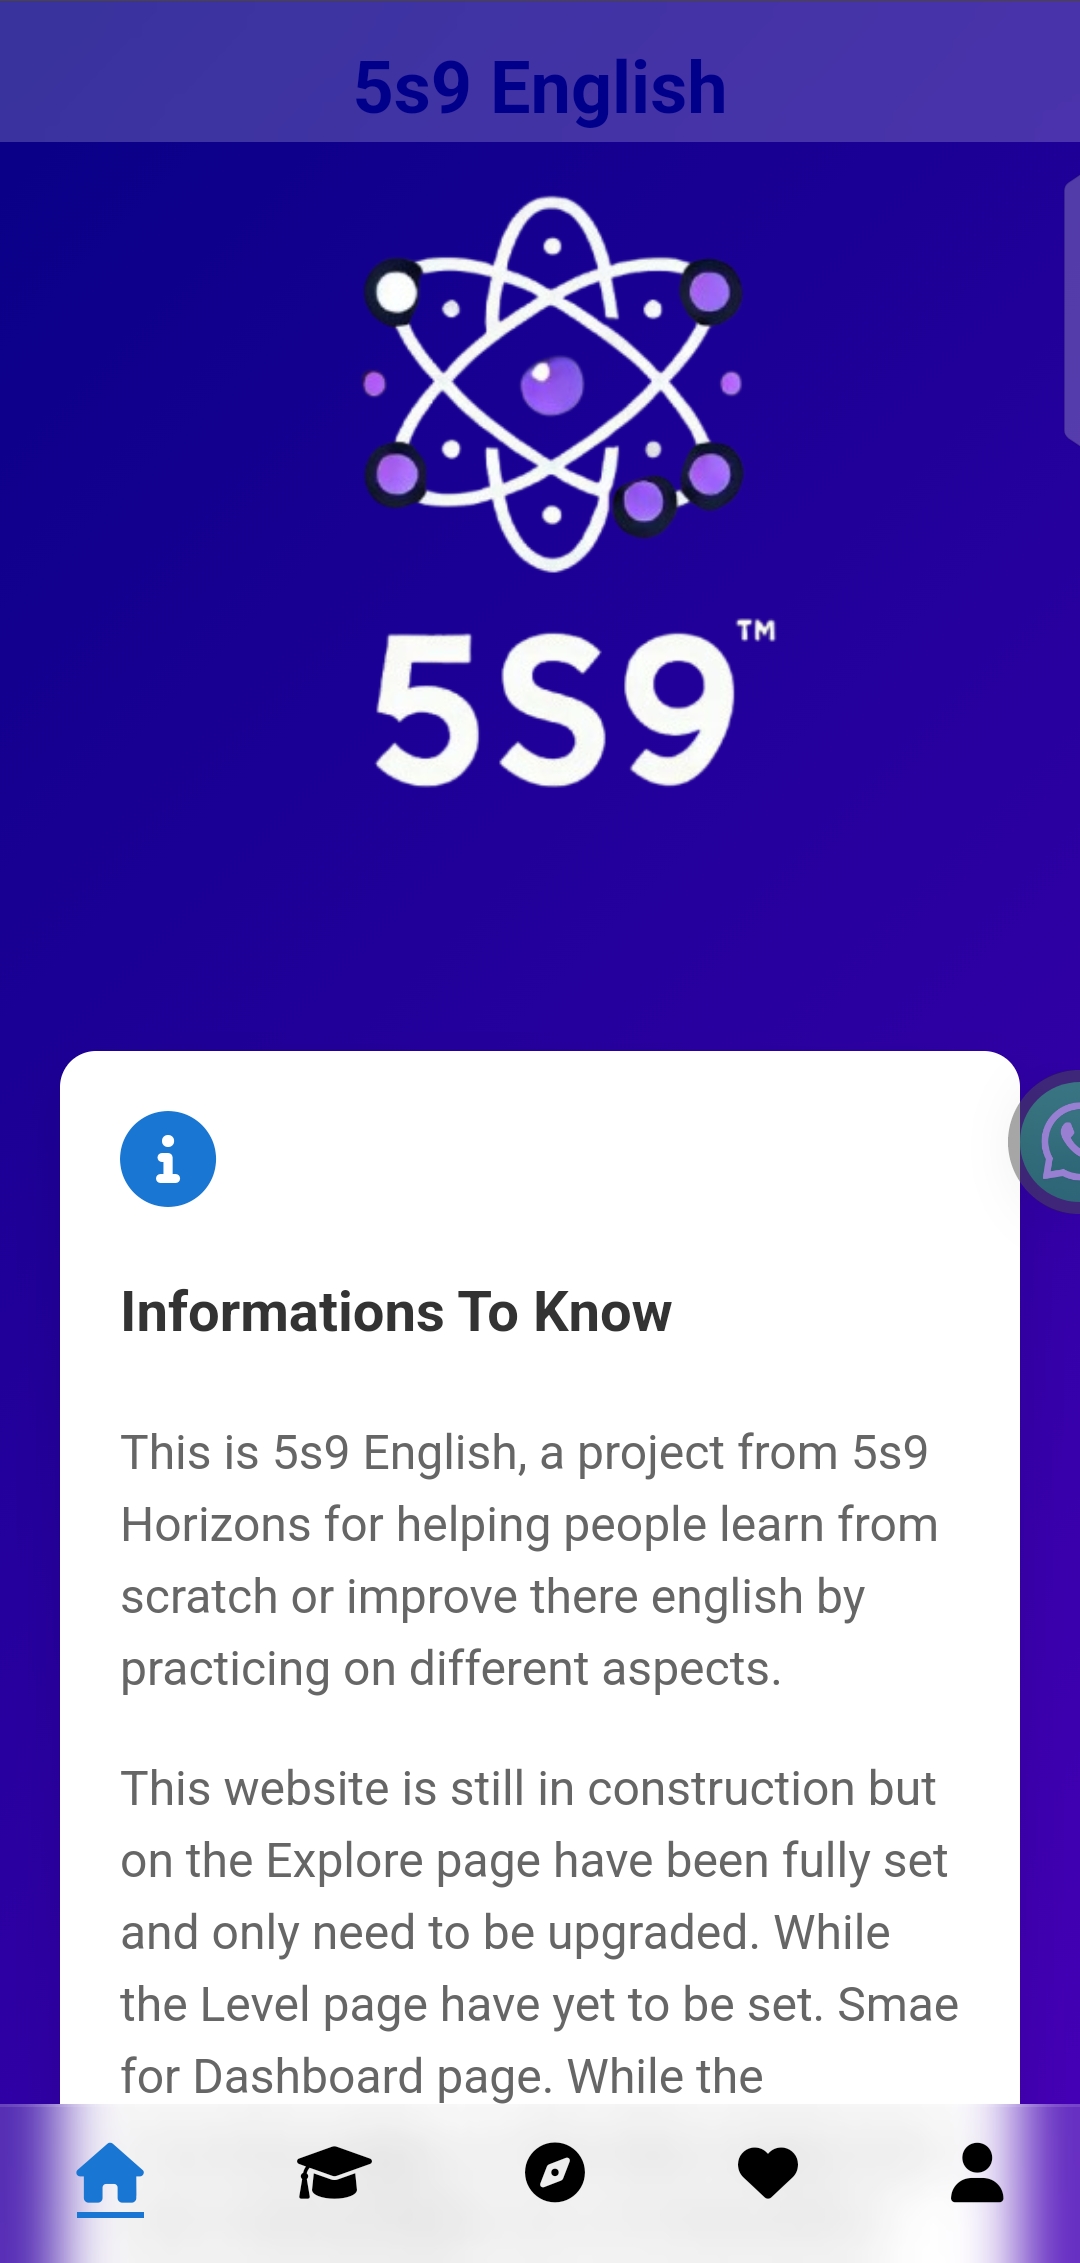 5s9 English
5S9™
Informations To Know
This is 5s9 English, a project from 5s9
Horizons for helping people learn from
scratch or improve there english by
practicing on different aspects.
This website is still in construction but
on the Explore page have been fully set
and only need to be upgraded. While
the Level page have yet to be set. Smae
for Dashboard page. While the